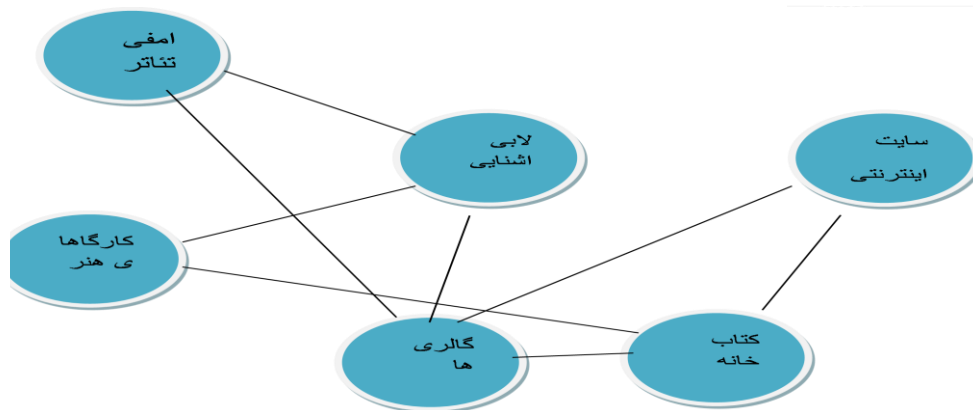 امفی
تئاتر
لابی
اشنایی
سایت
اینترنتی
کارگاها
ی هنر
گالری
ها
کتاب
خانه